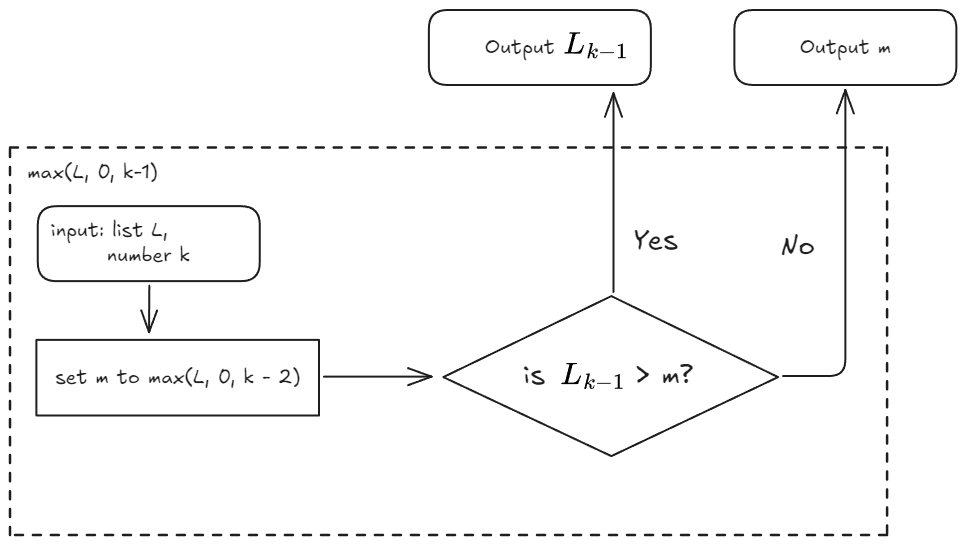 Output L_{k-1}
Output m
max(L, 0, k-1)
input: list L,
number k
Yes
No
set m to max(L, 0, k - 2)
is L_{k-1} > m?